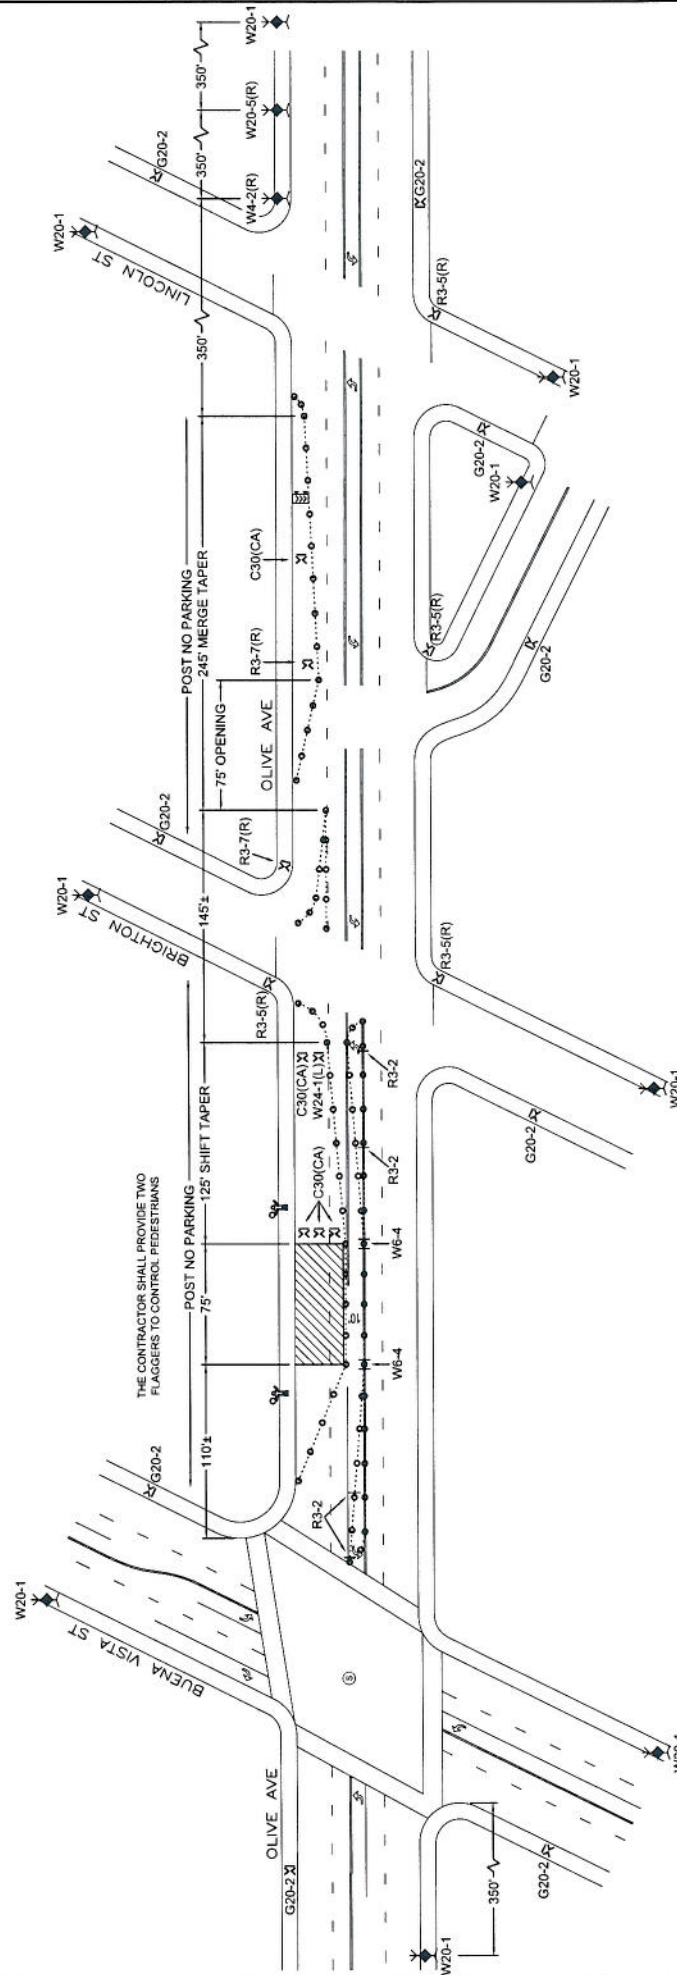 W20-1
350'
W20-5(R)
350'
W4-2(R)
G20-2
W20-1
LINCOLN ST
350'
G20-2
R3-5(R)
W20-1
POST NO PARKING
245' MERGE TAPER
C30(CA)
R3-7(R)
75' OPENING
OLIVE AVE
G20-2
W20-1
R3-5(R)
G20-2
G20-2
R3-7(R)
W20-1
BRIGHTON ST
145'±
R3-5(R)
R3-5(R)
W20-1
G20-2
THE CONTRACTOR SHALL PROVIDE TWO
FLAGGERS TO CONTROL PEDESTRIANS
POST NO PARKING
125' SHIFT TAPER
C30(CA)
W24-1(L)
R3-2
R3-2
C30(CA)
75'
10'
W6-4
W6-4
110'±
G20-2
R3-2
W20-1
BUENA VISTA ST
S
W20-1
OLIVE AVE
G20-2
G20-2
350'
W20-1